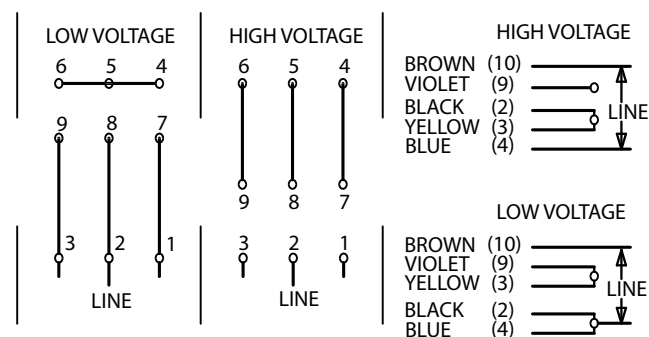 LOW VOLTAGE
6 5 4
9 8 7
3 2 1
LINE
HIGH VOLTAGE
6 5 4
9 8 7
3 2 1
LINE
HIGH VOLTAGE
BROWN (10)
VIOLET (9)
BLACK (2)
YELLOW (3)
BLUE (4)
LINE
LOW VOLTAGE
BROWN (10)
VIOLET (9)
YELLOW (3)
BLACK (2)
BLUE (4)
LINE